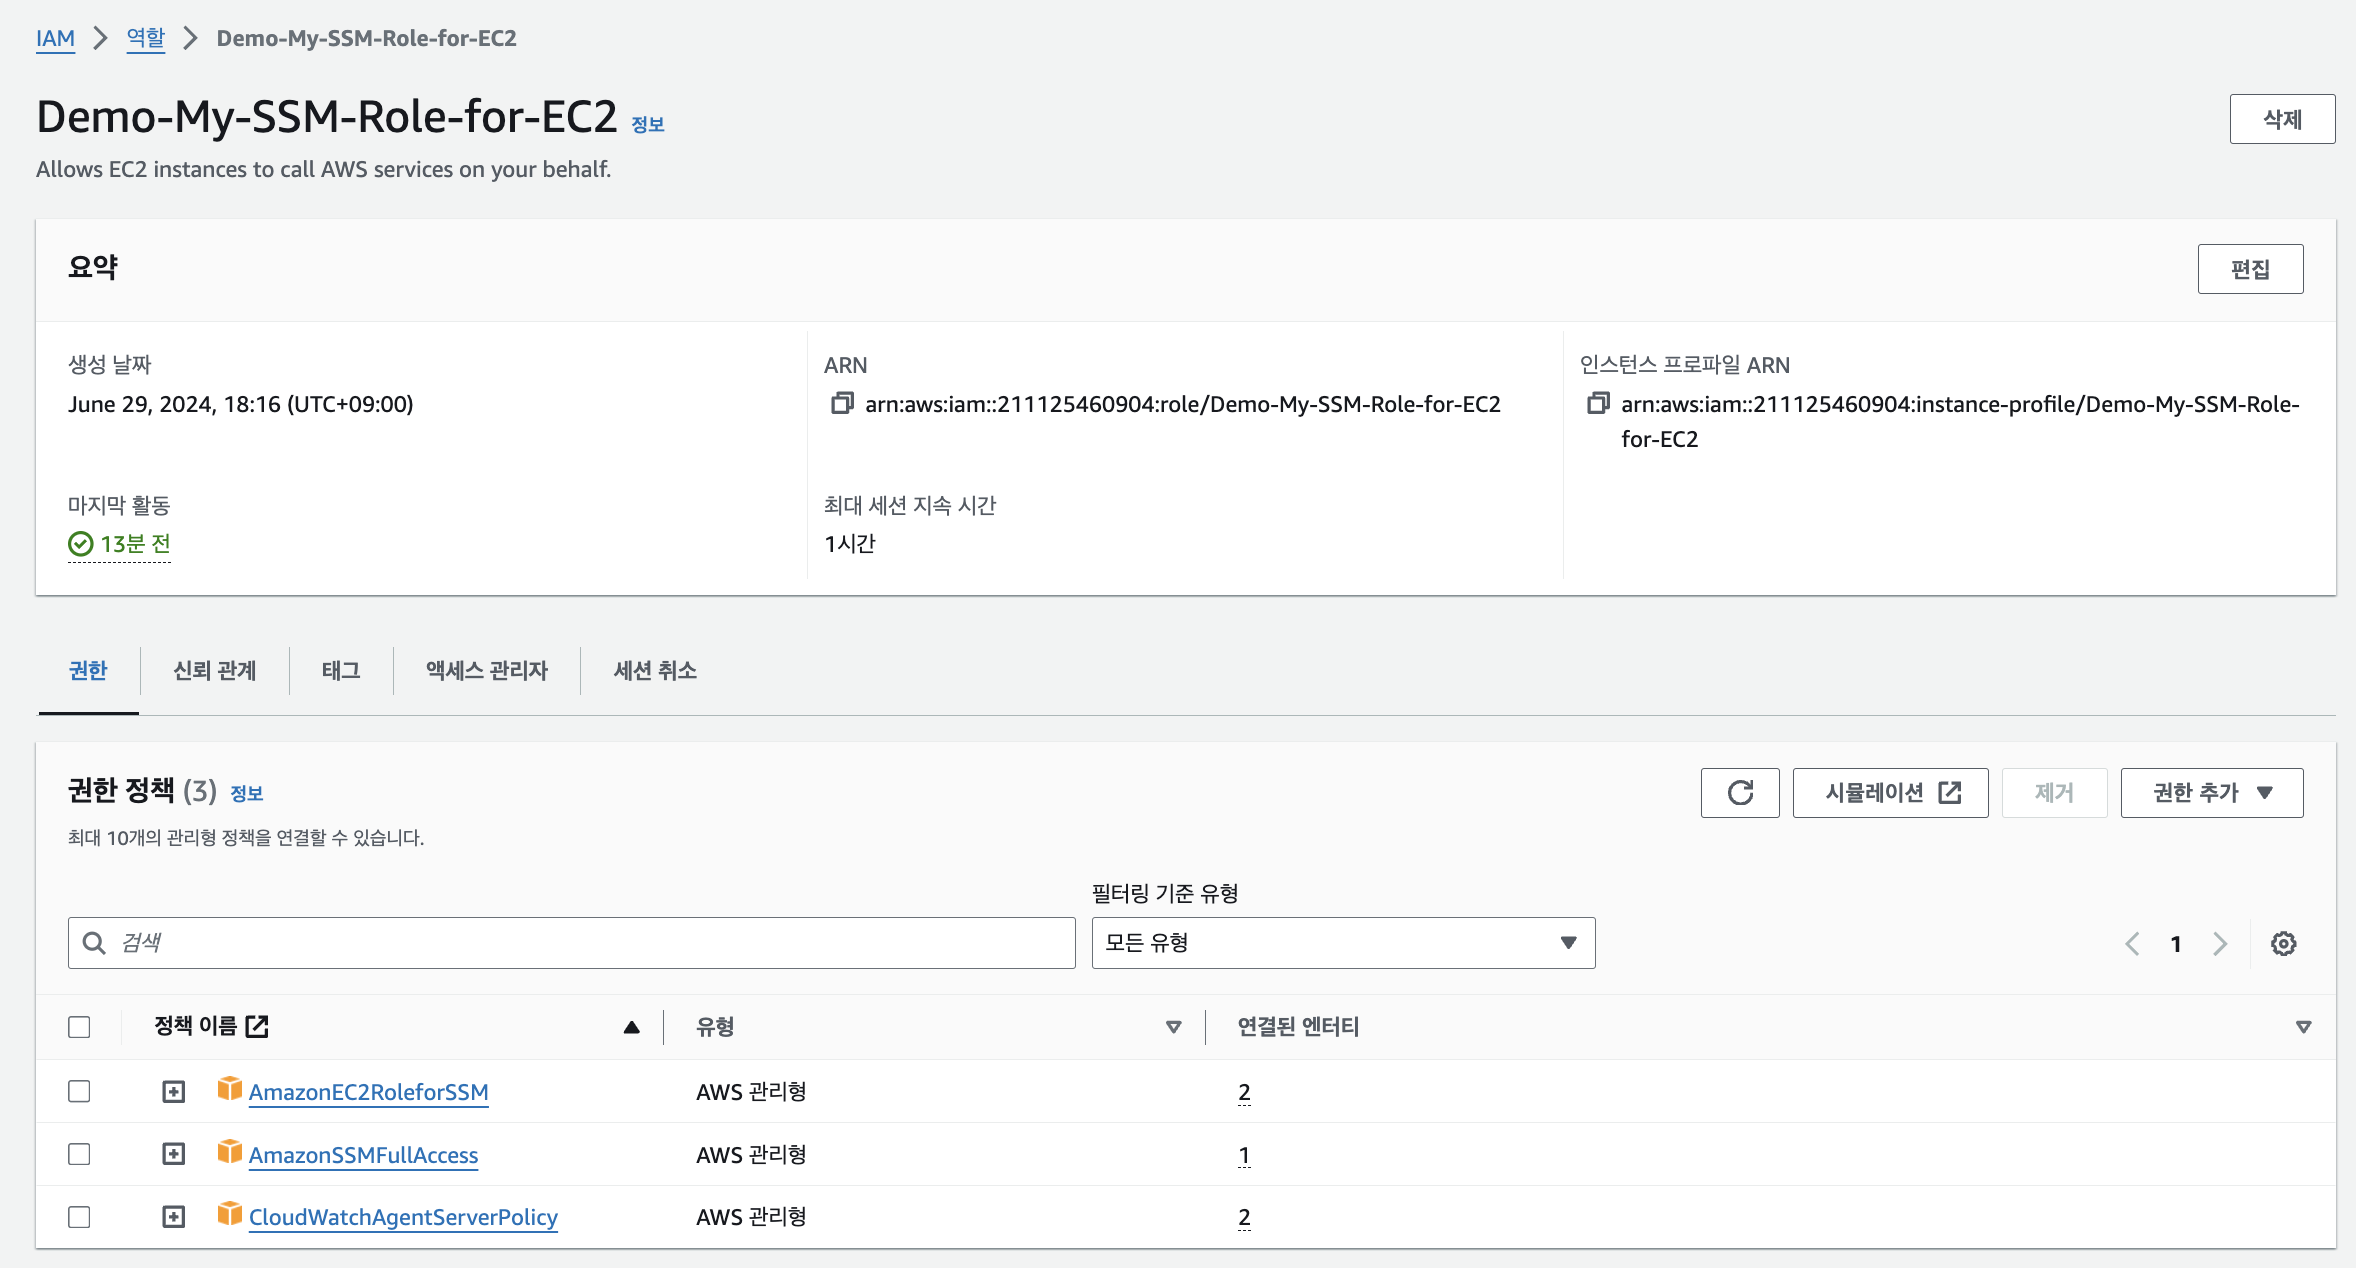 IAM > 역할 > Demo-My-SSM-Role-for-EC2
Demo-My-SSM-Role-for-EC2 정보
삭제
Allows EC2 instances to call AWS services on your behalf.
요약
편집
생성 날짜
June 29, 2024, 18:16 (UTC+09:00)
ARN
arn:aws:iam::211125460904:role/Demo-My-SSM-Role-for-EC2
인스턴스 프로파일 ARN
arn:aws:iam::211125460904:instance-profile/Demo-My-SSM-Role-
for-EC2
마지막 활동
13분 전
최대 세션 지속 시간
1시간
권한 신뢰 관계 태그 액세스 관리자 세션 취소
권한 정책 (3) 정보
시뮬레이션 제거 권한 추가
최대 10개의 관리형 정책을 연결할 수 있습니다.
필터링 기준 유형
검색 모든 유형 1
정책 이름 유형 연결된 엔터티
AmazonEC2RoleforSSM AWS 관리형 2
AmazonSSMFullAccess AWS 관리형 1
CloudWatchAgentServerPolicy AWS 관리형 2